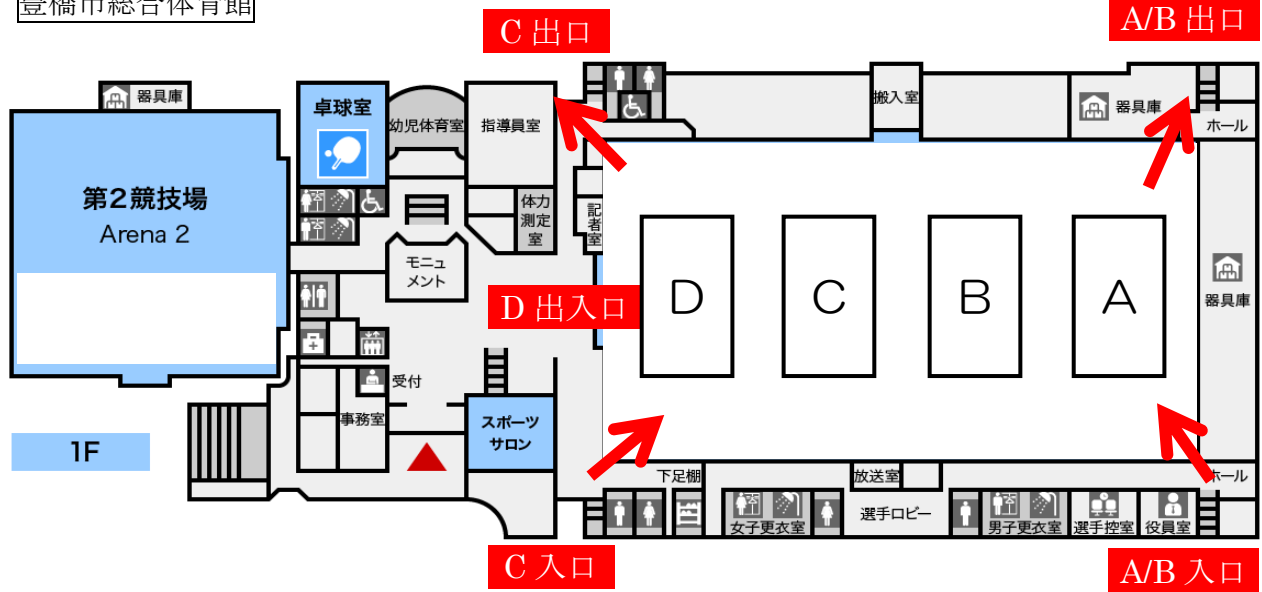 豊橋市総合体育館
C 出口
A/B 出口
器具庫
卓球室
幼児体育室
指導員室
搬入室
器具庫
ホール
第2競技場
Arena 2
体力
測定
室
記者室
モニュ
メント
D 出入口
D
C
B
A
器具庫
受付
事務室
スポーツ
サロン
1F
下足棚
放送室
ホール
女子更衣室
選手ロビー
男子更衣室
選手控室
役員室
C 入口
A/B 入口